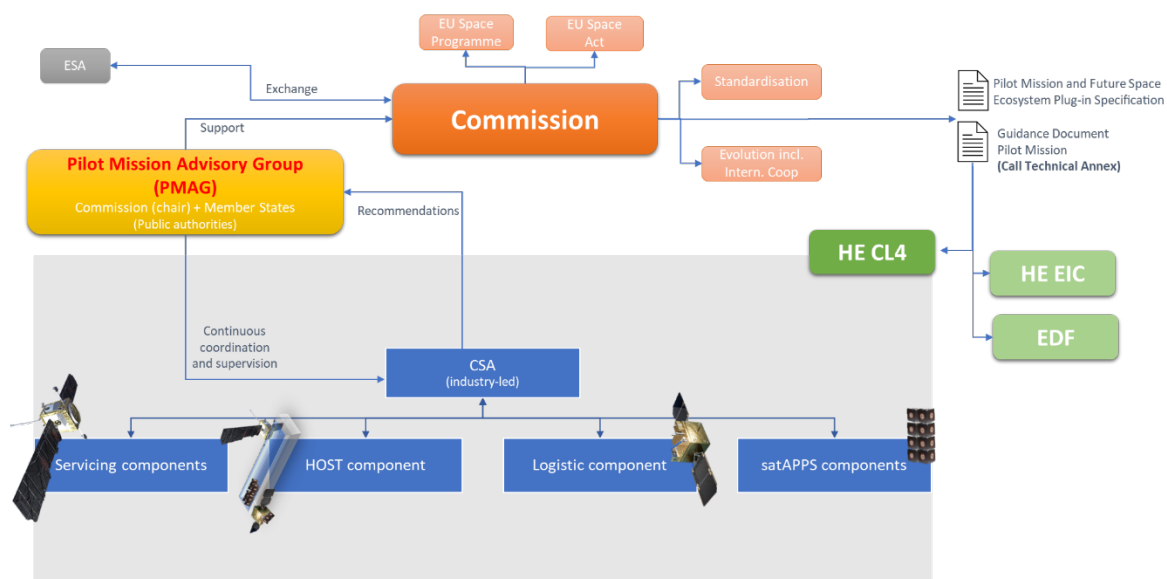 EU Space
Programme
EU Space
Act
ESA
Exchange
Commission
Standardisation
Pilot Mission and Future Space
Ecosystem Plug-in Specification
Support
Guidance Document
Pilot Mission
(Call Technical Annex)
Evolution incl.
Intern. Coop
Pilot Mission Advisory Group
(PMAG)
Commission (chair) + Member States
(Public authorities)
Recommendations
HE CL4
HE EIC
EDF
Continuous
coordination
and supervision
CSA
(industry-led)
Servicing components
HOST component
Logistic component
satAPPS components